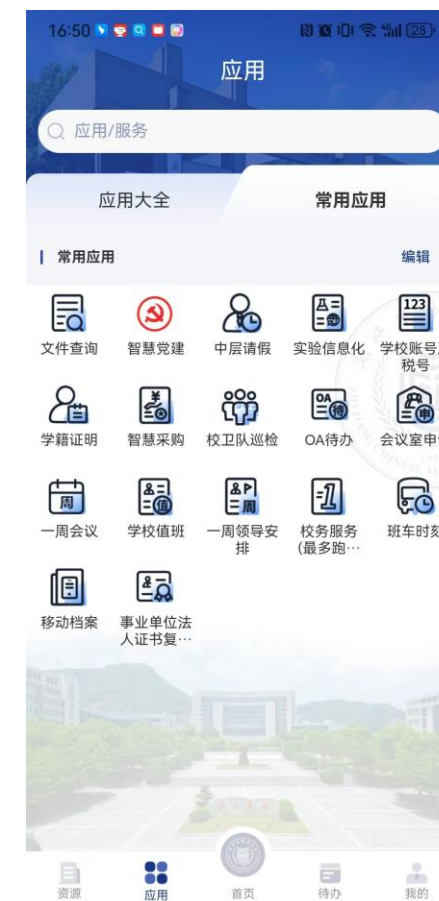 16:50
28
应用
应用/服务
应用大全
常用应用
常用应用
编辑
文件查询
智慧党建
中层请假
实验信息化
学校账号
税号
学籍证明
智慧采购
校卫队巡检
OA待办
会议室申
一周会议
学校值班
一周领导安
排
校务服务
(最多跑…
班车时刻
移动档案
事业单位法
人证书复…
资源
应用
首页
待办
我的